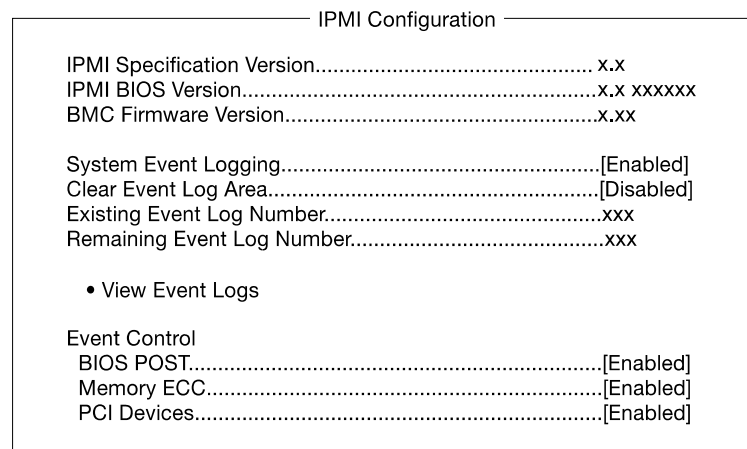 IPMI Configuration
IPMI Specification Version................................................ x.x
IPMI BIOS Version.............................................................x.x xxxxxx
BMC Firmware Version......................................................x.xx
System Event Logging.......................................................[Enabled]
Clear Event Log Area.........................................................[Disabled]
Existing Event Log Number................................................xxx
Remaining Event Log Number............................................xxx
• View Event Logs
Event Control
BIOS POST.......................................................................[Enabled]
Memory ECC....................................................................[Enabled]
PCI Devices......................................................................[Enabled]